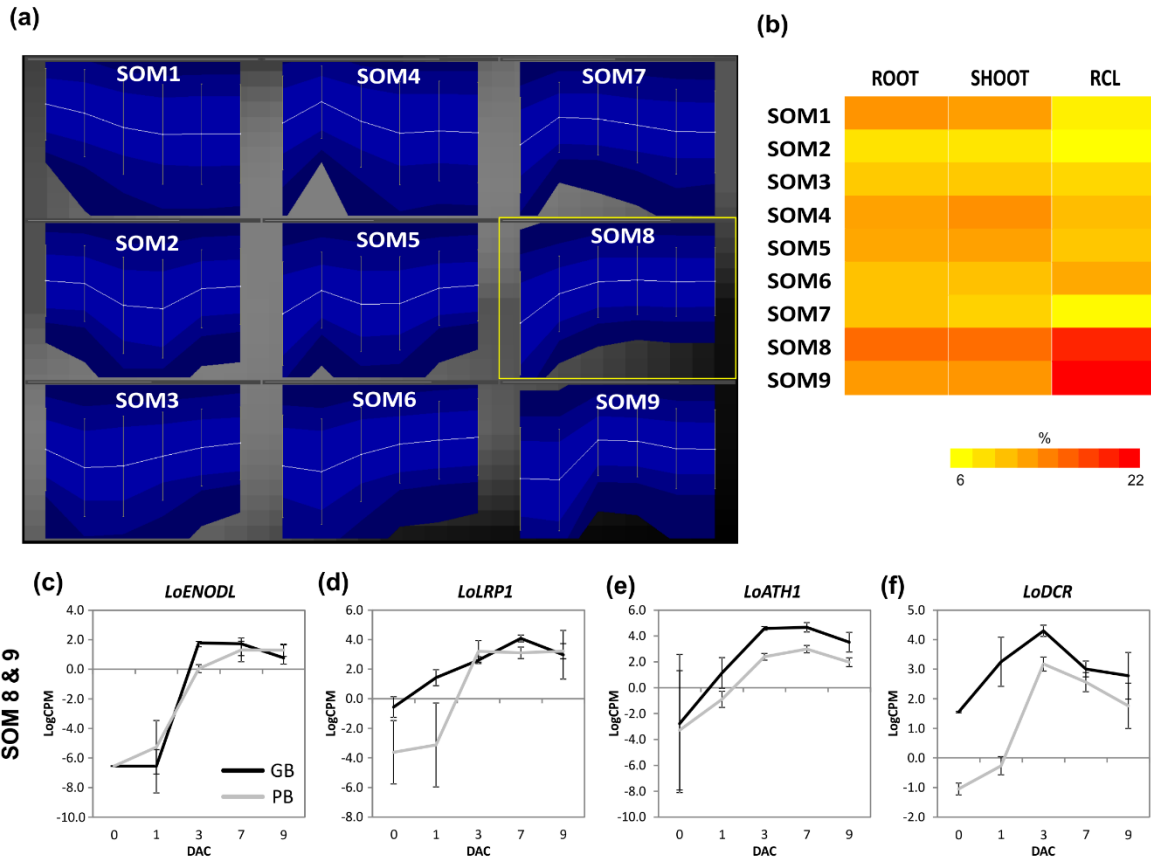 (a)
SOM1 SOM4 SOM7
SOM2 SOM5 SOM8
SOM3 SOM6 SOM9
(b)
ROOT SHOOT RCL
SOM1
SOM2
SOM3
SOM4
SOM5
SOM6
SOM7
SOM8
SOM9
%
6 22
SOM 8 & 9
(c) LoENODL
4.0
2.0
0.0
-2.0
-4.0
-6.0
-8.0
-10.0
LogCPM
GB
PB
0 1 3 7 9
DAC
(d) LoLRP1
6.0
4.0
2.0
0.0
-2.0
-4.0
-6.0
-8.0
LogCPM
0 1 3 7 9
DAC
(e) LoATH1
6.0
4.0
2.0
0.0
-2.0
-4.0
-6.0
-8.0
-10.0
LogCPM
0 1 3 7 9
DAC
(f) LoDCR
5.0
4.0
3.0
2.0
1.0
0.0
-1.0
-2.0
LogCPM
0 1 3 7 9
DAC